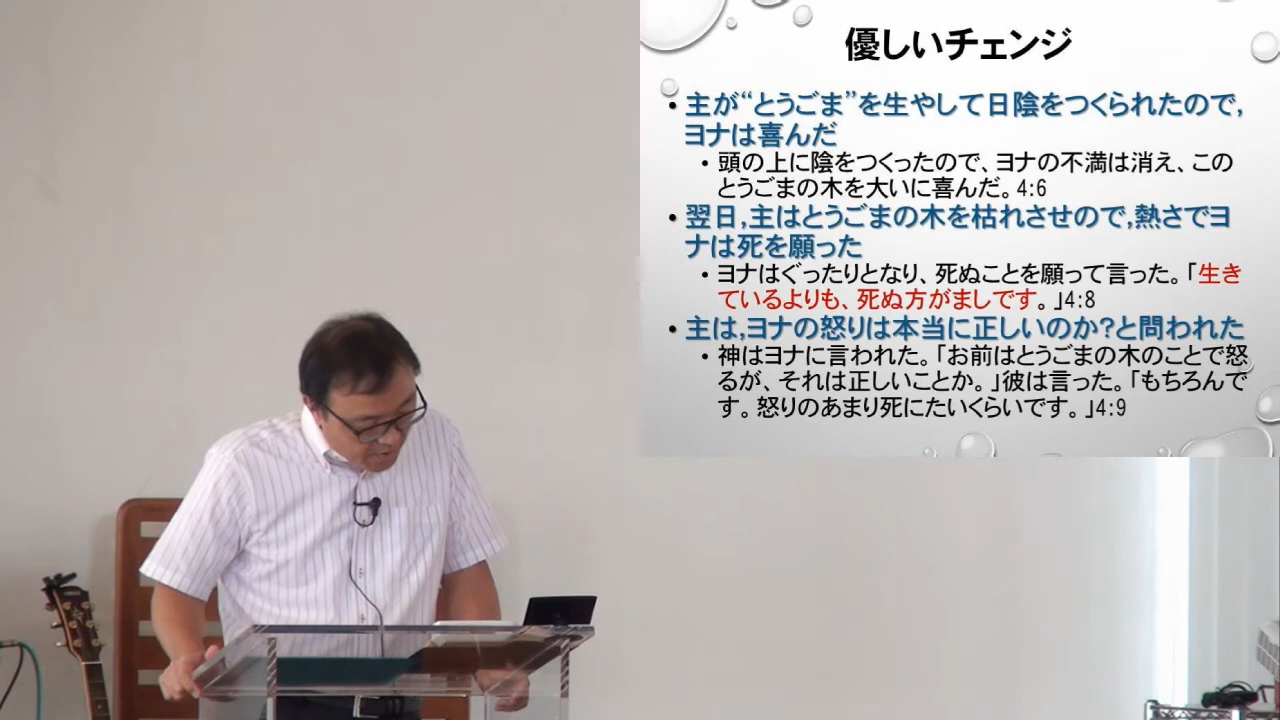 優しいチェンジ
• 主が“とうごま”を生やして日陰をつくられたので,
ヨナは喜んだ
• 頭の上に陰をつくったので、ヨナの不満は消え、この
とうごまの木を大いに喜んだ。4:6
• 翌日,主はとうごまの木を枯れさせので,熱さでヨ
ナは死を願った
• ヨナはぐったりとなり、死ぬことを願って言った。「生き
ているよりも、死ぬ方がましです。」4:8
• 主は,ヨナの怒りは本当に正しいのか?と問われた
• 神はヨナに言われた。「お前はとうごまの木のことで怒
るが、それは正しいことか。」彼は言った。「もちろんで
す。怒りのあまり死にたいくらいです。」4:9